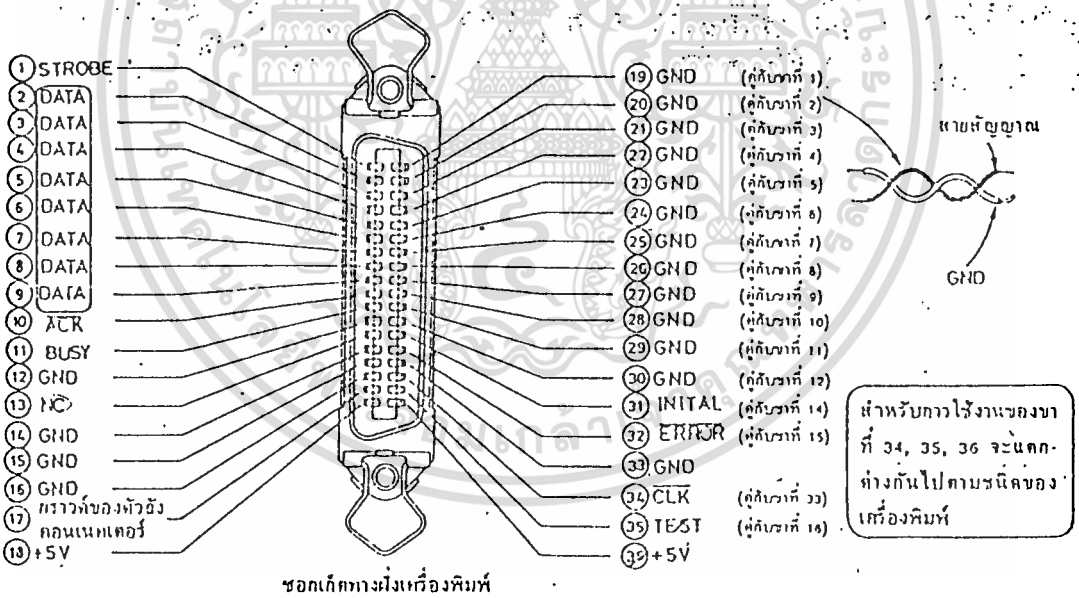 1 STROBE
2 DATA
3 DATA
4 DATA
5 DATA
6 DATA
7 DATA
8 DATA
9 DATA
10 ACK
11 BUSY
12 GND
13 NC
14 GND
15 GND
16 GND
17 กราวด์ของตัวถัง
คอนเนคเตอร์
18 +5V
19 GND (คู่กับขาที่ 1)
20 GND (คู่กับขาที่ 2)
21 GND (คู่กับขาที่ 3)
22 GND (คู่กับขาที่ 4)
23 GND (คู่กับขาที่ 5)
24 GND (คู่กับขาที่ 6)
25 GND (คู่กับขาที่ 7)
26 GND (คู่กับขาที่ 8)
27 GND (คู่กับขาที่ 9)
28 GND (คู่กับขาที่ 10)
29 GND (คู่กับขาที่ 11)
30 GND (คู่กับขาที่ 12)
31 INITAL (คู่กับขาที่ 14)
32 ERROR (คู่กับขาที่ 15)
33 GND
34 CLK (คู่กับขาที่ 33)
35 TEST (คู่กับขาที่ 16)
+5V
สายสัญญาณ
GND
สำหรับการใช้งานของขา
ที่ 34, 35, 36 จะแตก-
ต่างกันไปตามชนิดของ
เครื่องพิมพ์
ซอกเก็ตทางฝั่งเครื่องพิมพ์